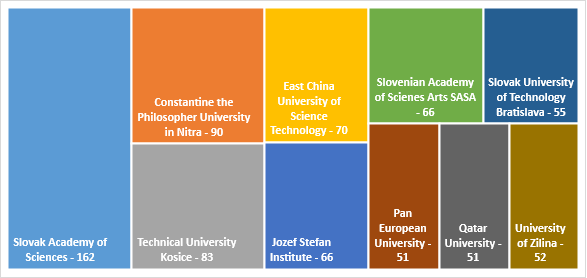 Slovak Academy of
Sciences - 162
Constantine the
Philosopher University
in Nitra - 90
Technical University
Kosice - 83
East China
University of
Science
Technology - 70
Jozef Stefan
Institute - 66
Slovenian Academy
of Scienes Arts SASA
- 66
Slovak University
of Technology
Bratislava - 55
Pan
European
University -
51
Qatar
University -
51
University
of Zilina -
52